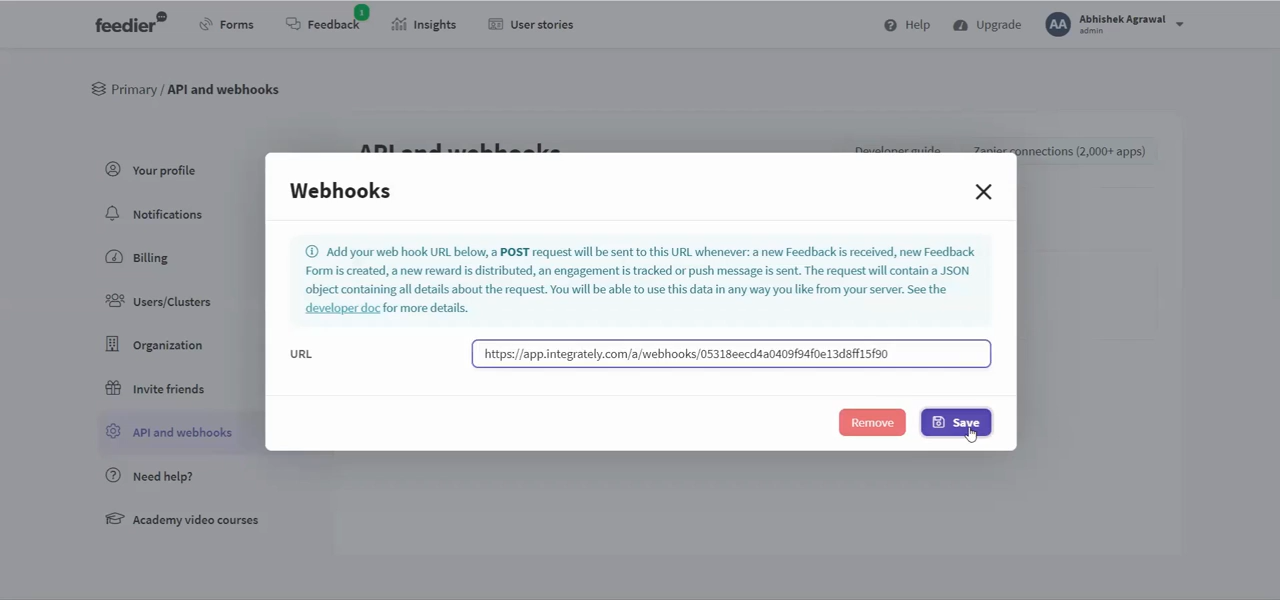 feedier
Forms
Feedback
1
Insights
User stories
Help
Upgrade
AA
Abhishek Agrawal
admin
Primary / API and webhooks
Your profile
Notifications
Billing
Users/Clusters
Organization
Invite friends
API and webhooks
Need help?
Academy video courses
API and webhooks
Developer guide
Zapier connections (2,000+ apps)
Webhooks
Add your web hook URL below, a POST request will be sent to this URL whenever: a new Feedback is received, new Feedback
Form is created, a new reward is distributed, an engagement is tracked or push message is sent. The request will contain a JSON
object containing all details about the request. You will be able to use this data in any way you like from your server. See the
developer doc for more details.
URL
https://app.integrately.com/a/webhooks/05318eecd4a0409f94f0e13d8ff15f90
Remove
Save